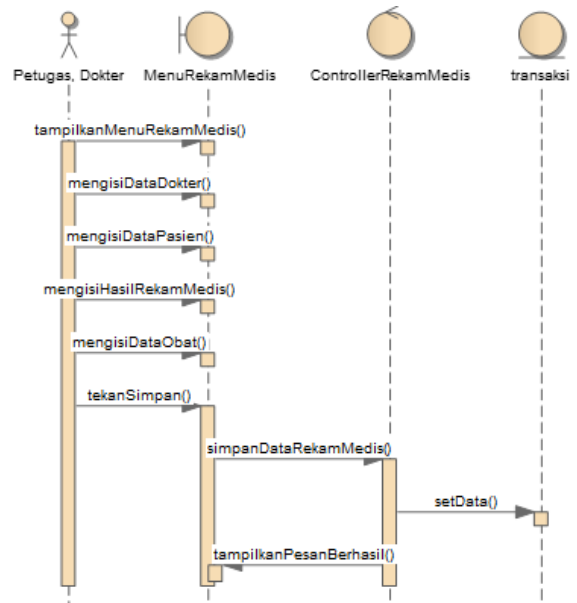 Petugas, Dokter
MenuRekamMedis
ControllerRekamMedis
transaksi
tampilkanMenuRekamMedis()
mengisiDataDokter()
mengisiDataPasien()
mengisiHasilRekamMedis()
mengisiDataObat()
tekanSimpan()
simpanDataRekamMedis()
setData()
tampilkanPesanBerhasil()